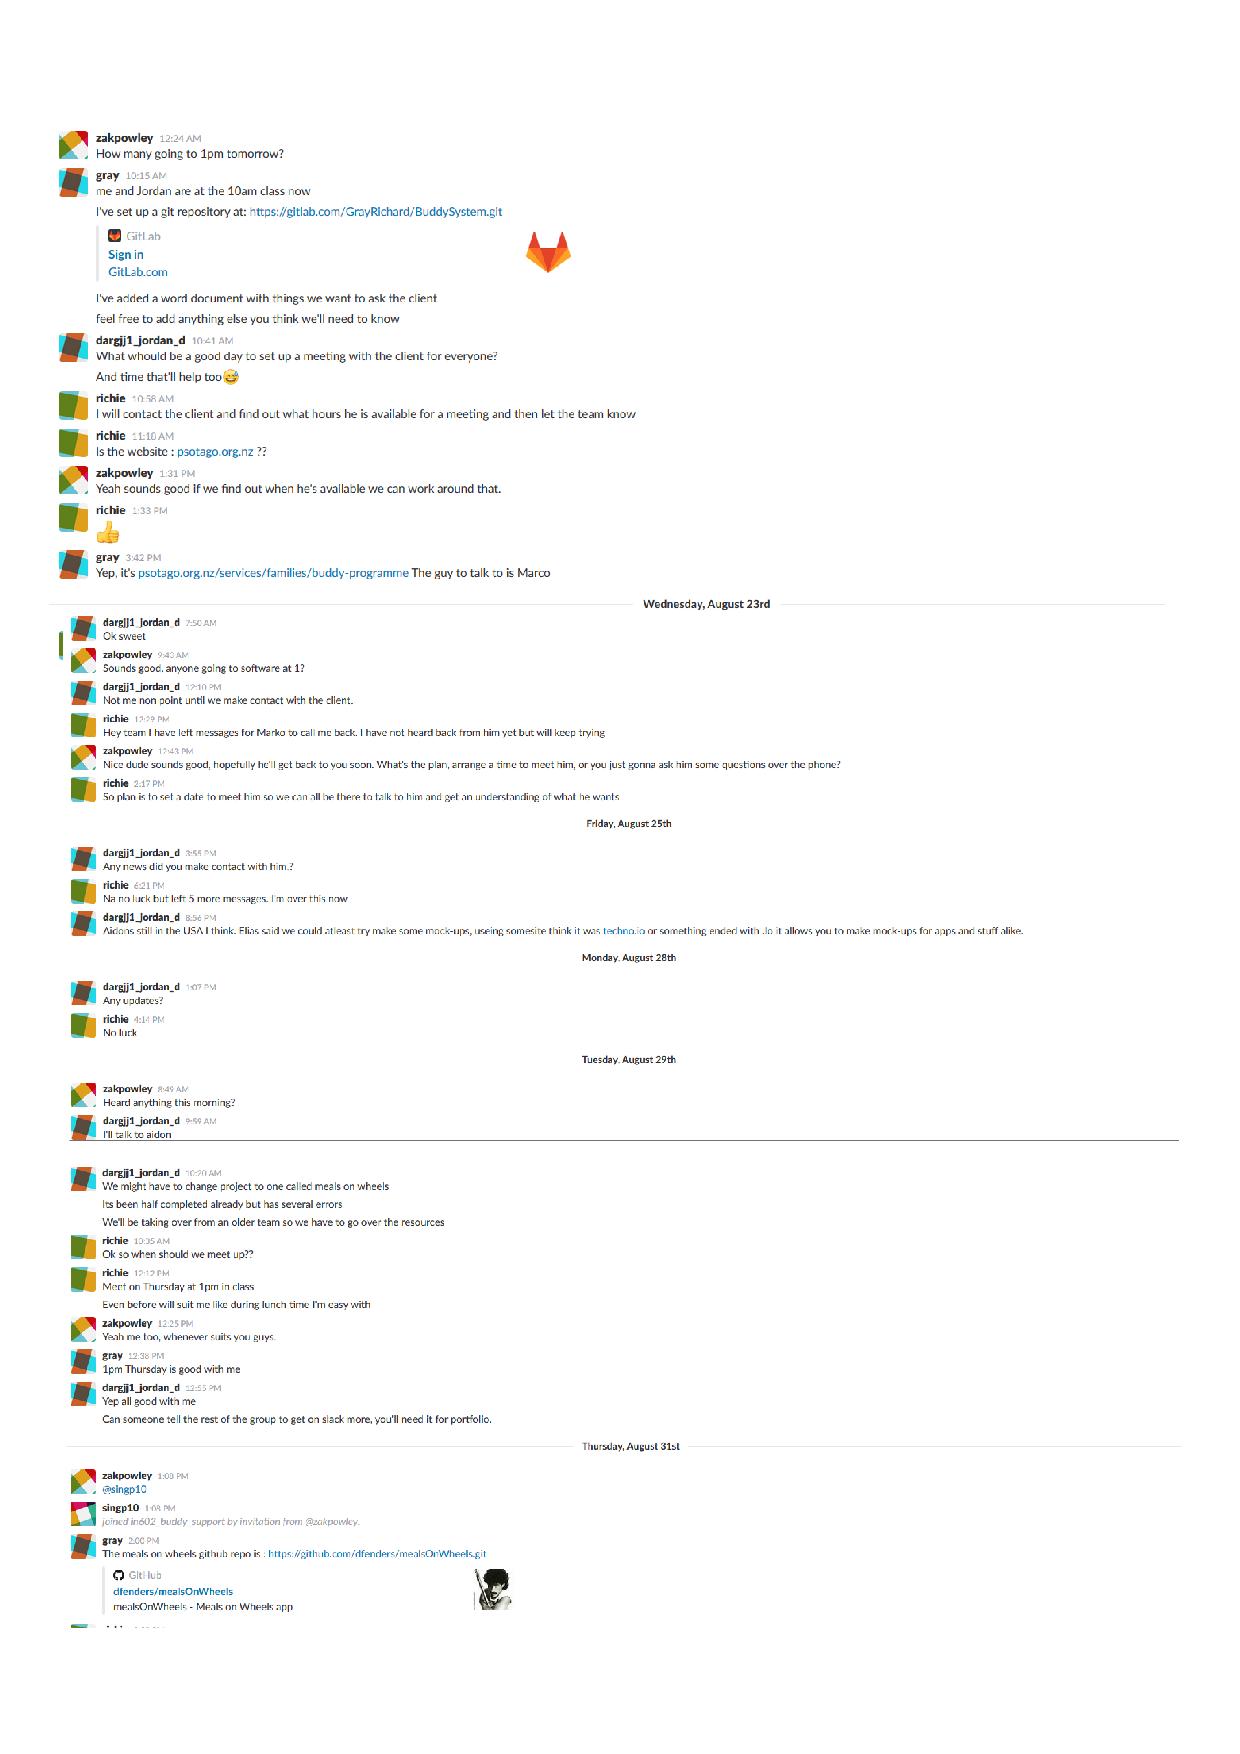 zakpowley 12:24 AM
How many going to 1pm tomorrow?
gray 10:15 AM
me and Jordan are at the 10am class now
I've set up a git repository at: https://gitlab.com/GrayRichard/BuddySystem.git
GitLab
Sign in
GitLab.com
I've added a word document with things we want to ask the client
feel free to add anything else you think we'll need to know
dargjj1_jordan_d 10:41 AM
What whould be a good day to set up a meeting with the client for everyone?
And time that'll help too😅
richie 10:58 AM
I will contact the client and find out what hours he is available for a meeting and then let the team know
richie 11:18 AM
Is the website : psotago.org.nz ??
zakpowley 1:31 PM
Yeah sounds good if we find out when he's available we can work around that.
richie 1:33 PM
👍
gray 3:42 PM
Yep, it's psotago.org.nz/services/families/buddy-programme The guy to talk to is Marco
Wednesday, August 23rd
dargjj1_jordan_d 7:50 AM
Ok sweet
zakpowley 9:43 AM
Sounds good, anyone going to software at 1?
dargjj1_jordan_d 12:10 PM
Not me non point until we make contact with the client.
richie 12:29 PM
Hey team I have left messages for Marko to call me back. I have not heard back from him yet but will keep trying
zakpowley 12:43 PM
Nice dude sounds good, hopefully he'll get back to you soon. What's the plan, arrange a time to meet him, or you just gonna ask him some questions over the phone?
richie 2:17 PM
So plan is to set a date to meet him so we can all be there to talk to him and get an understanding of what he wants
Friday, August 25th
dargjj1_jordan_d 3:55 PM
Any news did you make contact with him.?
richie 6:21 PM
Na no luck but left 5 more messages. I'm over this now
dargjj1_jordan_d 8:56 PM
Aidons still in the USA I think. Elias said we could atleast try make some mock-ups, useing somesite think it was techno.io or something ended with .Io it allows you to make mock-ups for apps and stuff alike.
Monday, August 28th
dargjj1_jordan_d 1:07 PM
Any updates?
richie 4:14 PM
No luck
Tuesday, August 29th
zakpowley 8:49 AM
Heard anything this morning?
dargjj1_jordan_d 9:59 AM
I'll talk to aidon
dargjj1_jordan_d 10:20 AM
We might have to change project to one called meals on wheels
Its been half completed already but has several errors
We'll be taking over from an older team so we have to go over the resources
richie 10:35 AM
Ok so when should we meet up??
richie 12:12 PM
Meet on Thursday at 1pm in class
Even before will suit me like during lunch time I'm easy with
zakpowley 12:25 PM
Yeah me too, whenever suits you guys.
gray 12:38 PM
1pm Thursday is good with me
dargjj1_jordan_d 12:55 PM
Yep all good with me
Can someone tell the rest of the group to get on slack more, you'll need it for portfolio.
Thursday, August 31st
zakpowley 1:08 PM
@singp10
singp10 1:08 PM
joined in602_buddy_support by invitation from @zakpowley.
gray 2:00 PM
The meals on wheels github repo is : https://github.com/dfenders/mealsOnWheels.git
GitHub
dfenders/mealsOnWheels
mealsOnWheels - Meals on Wheels app